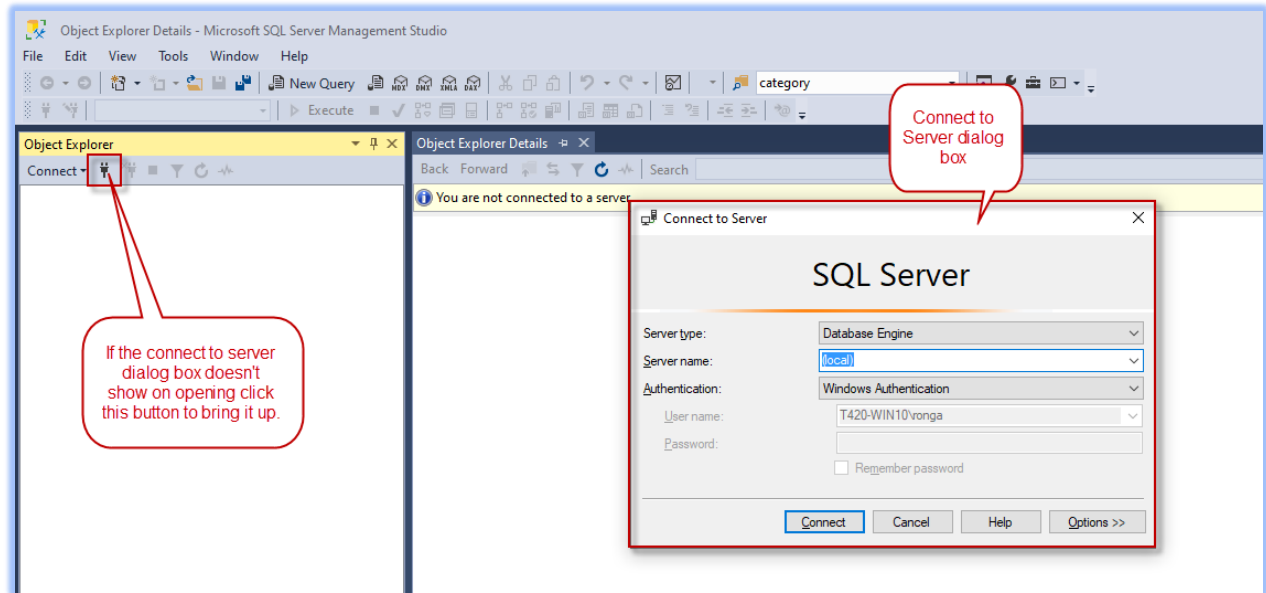 Object Explorer Details - Microsoft SQL Server Management Studio
File Edit View Tools Window Help
New Query MDX DMX XMLA DAX category
Execute
Connect to
Server dialog
box
Object Explorer
Object Explorer Details
Connect
Back Forward Search
You are not connected to a server
Connect to Server
SQL Server
Server type: Database Engine
Server name: (local)
Authentication: Windows Authentication
User name: T420-WIN10\ronga
Password:
Remember password
Connect Cancel Help Options >>
If the connect to server
dialog box doesn't
show on opening click
this button to bring it up.